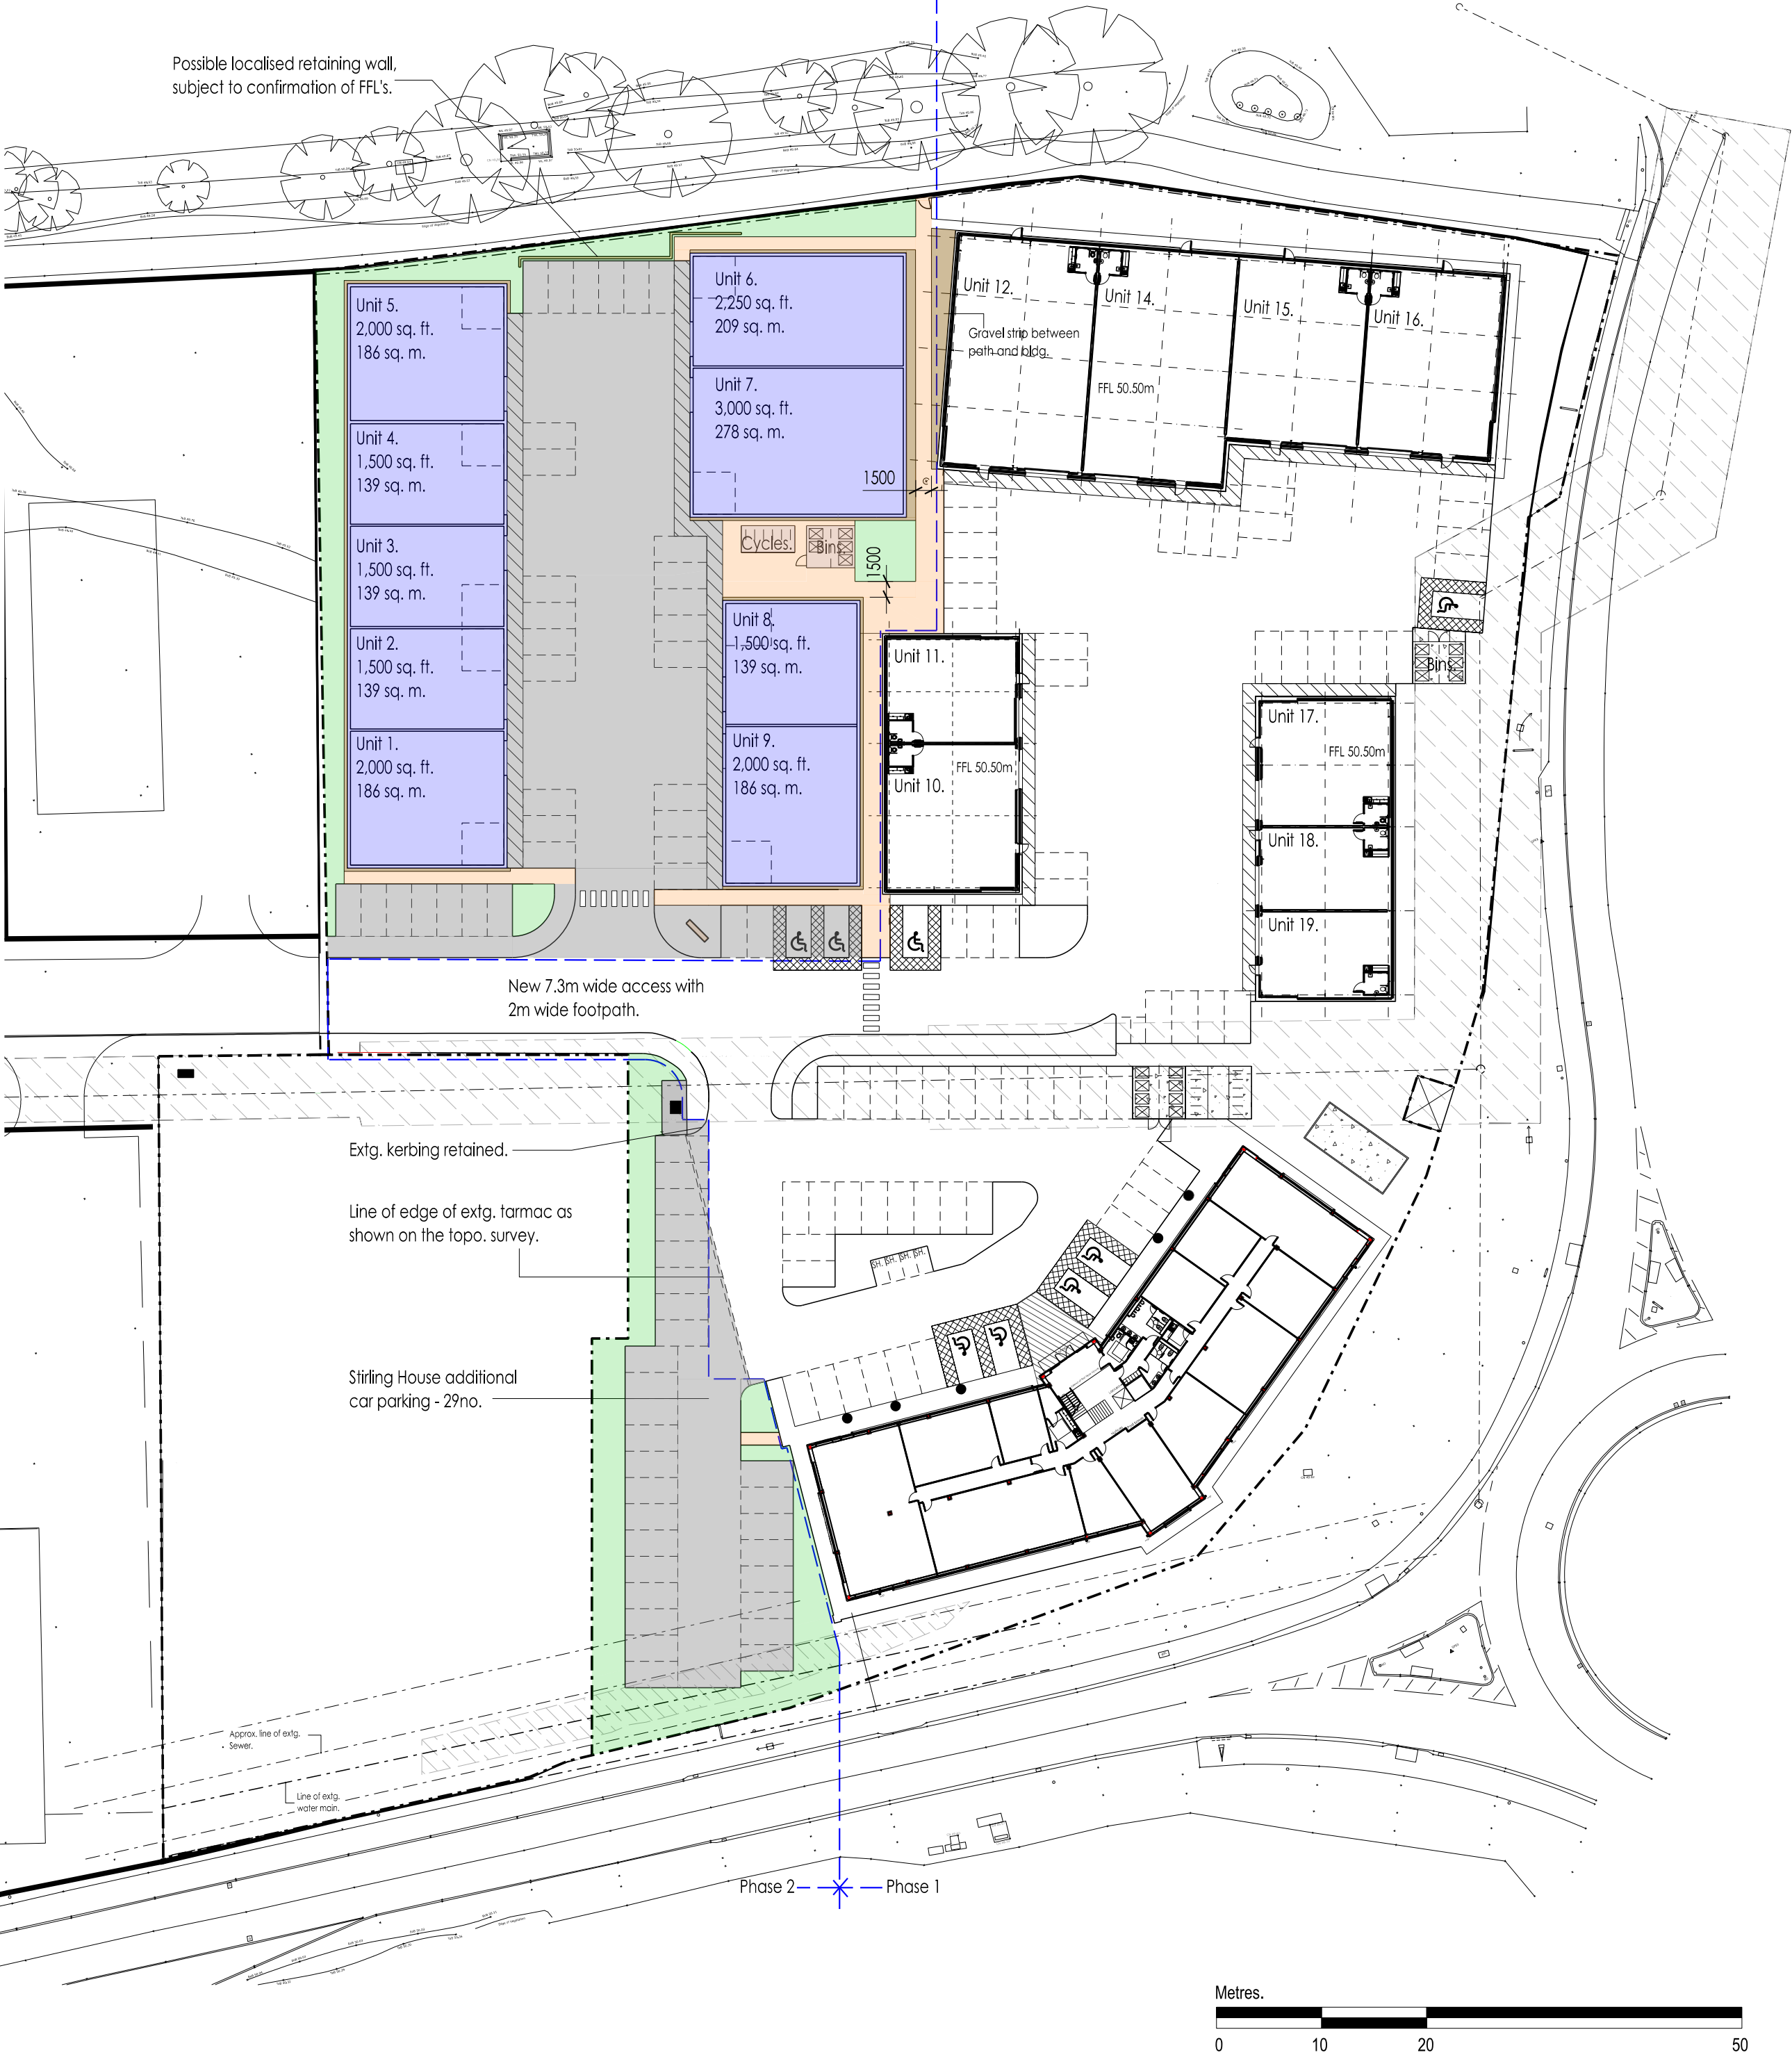 Possible localised retaining wall,
subject to confirmation of FFL's.
Unit 5.
2,000 sq. ft.
186 sq. m.
Unit 4.
1,500 sq. ft.
139 sq. m.
Unit 3.
1,500 sq. ft.
139 sq. m.
Unit 2.
1,500 sq. ft.
139 sq. m.
Unit 1.
2,000 sq. ft.
186 sq. m.
Unit 6.
2,250 sq. ft.
209 sq. m.
Unit 7.
3,000 sq. ft.
278 sq. m.
1500
Cycles.
Bins.
1500
Unit 8.
1,500 sq. ft.
139 sq. m.
Unit 9.
2,000 sq. ft.
186 sq. m.
Unit 12.
Unit 14.
Unit 15.
Unit 16.
Gravel strip between
path and bldg.
FFL 50.50m
Unit 11.
FFL 50.50m
Unit 10.
Bins.
Unit 17.
FFL 50.50m
Unit 18.
Unit 19.
New 7.3m wide access with
2m wide footpath.
Extg. kerbing retained.
Line of edge of extg. tarmac as
shown on the topo. survey.
SH. SH. SH. SH.
Stirling House additional
car parking - 29no.
Approx. line of extg.
Sewer.
Line of extg.
water main.
Phase 2
Phase 1
Metres.
0 10 20 50